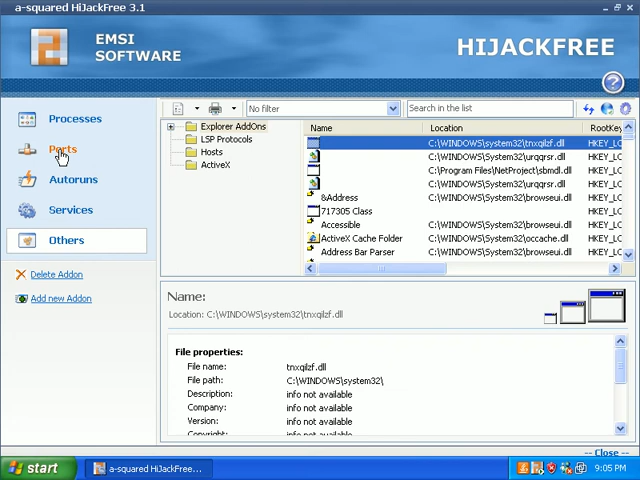 a-squared HiJackFree 3.1
EMSI
SOFTWARE
HIJACKFREE
Processes
Ports
Autoruns
Services
Others
Delete Addon
Add new Addon
No filter
Search in the list
Explorer AddOns
LSP Protocols
Hosts
ActiveX
Name Location RootKey
C:\WINDOWS\system32\tnxqilzf.dll HKEY_LO
C:\WINDOWS\System32\urqqrsr.dll HKEY_LO
C:\Program Files\NetProject\sbmdl.dll HKEY_LO
C:\WINDOWS\System32\urqqrsr.dll HKEY_LO
&Address C:\WINDOWS\System32\browseui.dll HKEY_LO
717305 Class HKEY_LO
Accessible C:\WINDOWS\System32\browseui.dll HKEY_LO
ActiveX Cache Folder C:\WINDOWS\System32\occache.dll HKEY_LO
Address Bar Parser C:\WINDOWS\System32\browseui.dll HKEY_LO
Name:
Location: C:\WINDOWS\system32\tnxqilzf.dll
File properties:
File name: tnxqilzf.dll
File path: C:\WINDOWS\system32\
Description: info not available
Company: info not available
Version: info not available
Copyright: info not available
-- Close --
start
a-squared HiJackFree...
9:05 PM